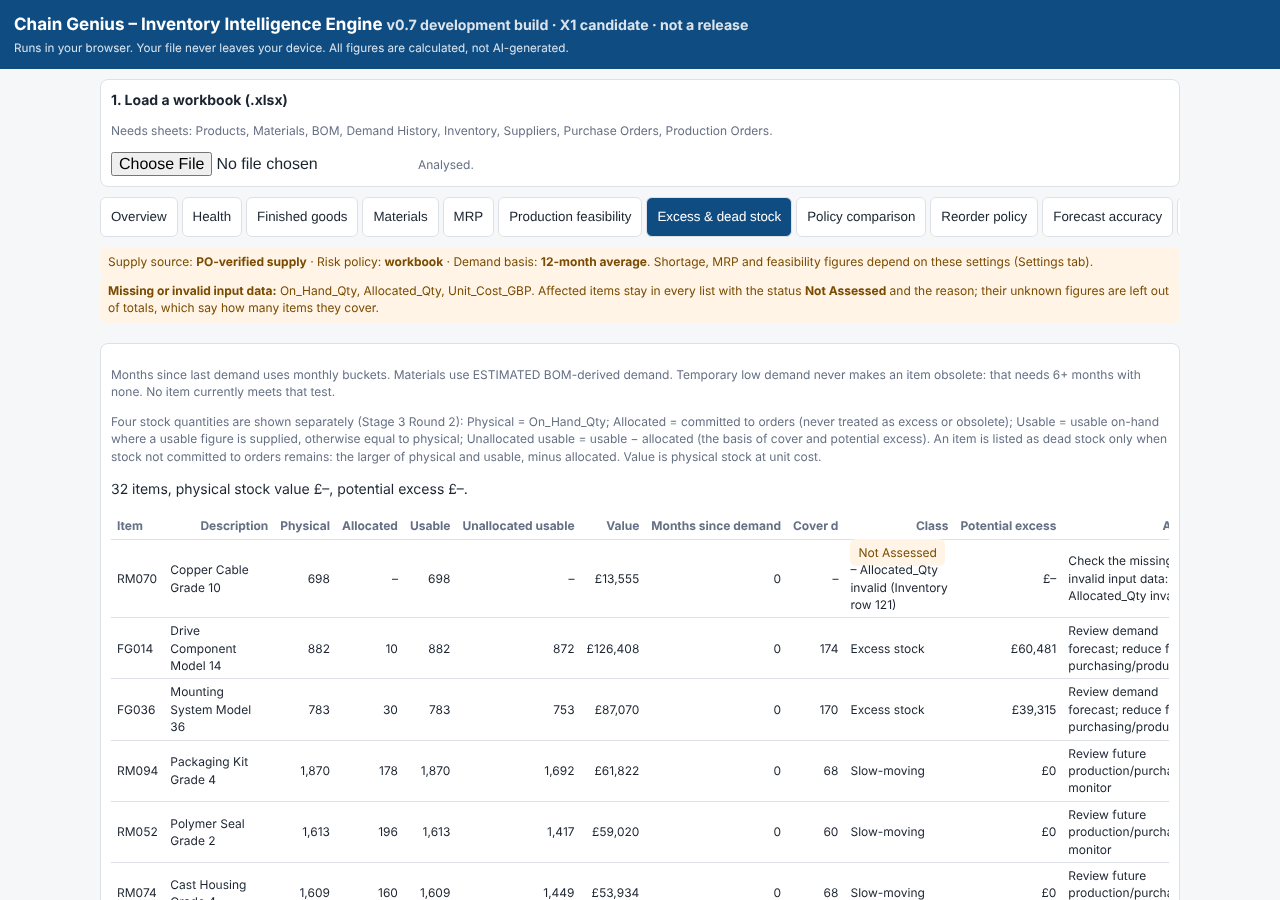 Chain Genius – Inventory Intelligence Engine v0.7 development build · X1 candidate · not a release
Runs in your browser. Your file never leaves your device. All figures are calculated, not AI-generated.
1. Load a workbook (.xlsx)
Needs sheets: Products, Materials, BOM, Demand History, Inventory, Suppliers, Purchase Orders, Production Orders.
Choose File No file chosen Analysed.
Overview Health Finished goods Materials MRP Production feasibility Excess & dead stock Policy comparison Reorder policy Forecast accuracy
Supply source: PO-verified supply · Risk policy: workbook · Demand basis: 12-month average. Shortage, MRP and feasibility figures depend on these settings (Settings tab).
Missing or invalid input data: On_Hand_Qty, Allocated_Qty, Unit_Cost_GBP. Affected items stay in every list with the status Not Assessed and the reason; their unknown figures are left out
of totals, which say how many items they cover.
Months since last demand uses monthly buckets. Materials use ESTIMATED BOM-derived demand. Temporary low demand never makes an item obsolete: that needs 6+ months with
none. No item currently meets that test.
Four stock quantities are shown separately (Stage 3 Round 2): Physical = On_Hand_Qty; Allocated = committed to orders (never treated as excess or obsolete); Usable = usable on-hand
where a usable figure is supplied, otherwise equal to physical; Unallocated usable = usable − allocated (the basis of cover and potential excess). An item is listed as dead stock only when
stock not committed to orders remains: the larger of physical and usable, minus allocated. Value is physical stock at unit cost.
32 items, physical stock value £–, potential excess £–.
Item Description Physical Allocated Usable Unallocated usable Value Months since demand Cover d Class Potential excess
RM070 Copper Cable Grade 10 698 – 698 – £13,555 0 – Not Assessed – Allocated_Qty invalid (Inventory row 121) £– Check the missing invalid input data: Allocated_Qty
FG014 Drive Component Model 14 882 10 882 872 £126,408 0 174 Excess stock £60,481 Review demand forecast; reduce
FG036 Mounting System Model 36 783 30 783 753 £87,070 0 170 Excess stock £39,315 Review demand forecast; reduce
RM094 Packaging Kit Grade 4 1,870 178 1,870 1,692 £61,822 0 68 Slow-moving £0 Review future monitor
RM052 Polymer Seal Grade 2 1,613 196 1,613 1,417 £59,020 0 60 Slow-moving £0 Review future monitor
RM074 Cast Housing 1,609 160 1,609 1,449 £53,934 0 68 Slow-moving £0 Review future